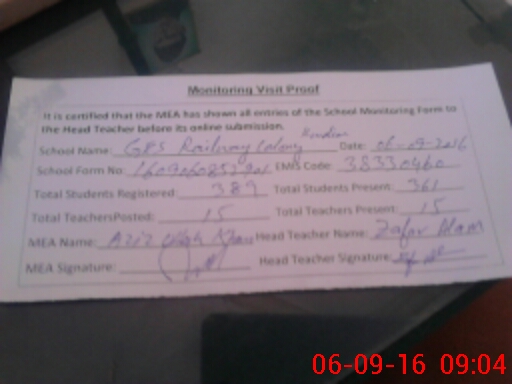 Monitoring Visit Proof
It is certified that the MEA has shown all entries of the School Monitoring Form to
the Head Teacher before its online submission.
School Name: GPS Railway Colony Kundian Date: 06-09-2016
School Form No: EMIS Code: 38330460
Total Students Registered: 389 Total Students Present: 361
Total TeachersPosted: 15 Total Teachers Present: 15
MEA Name: Aziz Ullah Khan Head Teacher Name: Zafar Islam
MEA Signature: Head Teacher Signature:
06-09-16 09:04